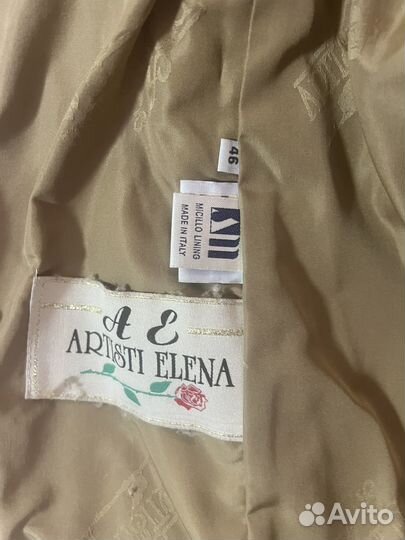 46
MICILLO LINING
MADE IN ITALY
A E
ARTISTI ELENA
Avito